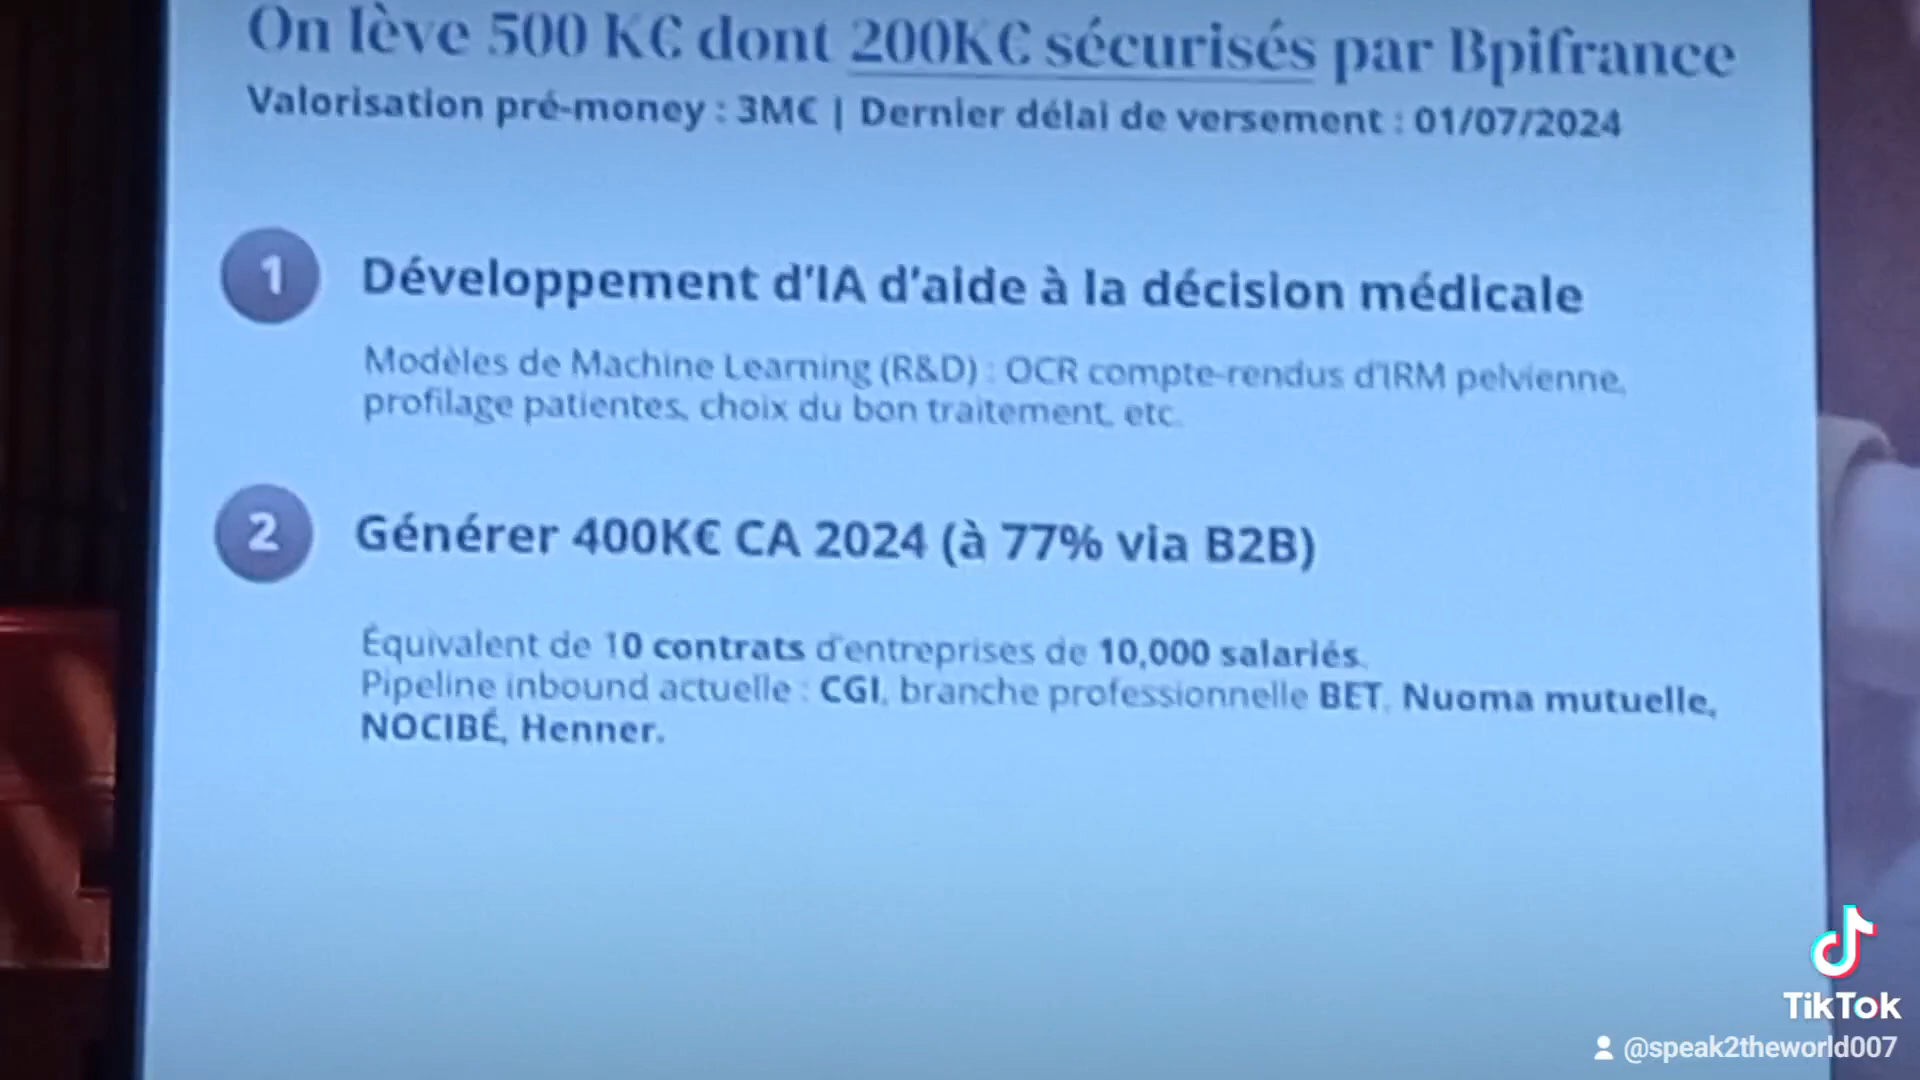 On lève 500 K€ dont 200K€ sécurisés par Bpifrance
Valorisation pré-money : 3M€ | Dernier délai de versement : 01/07/2024
1
Développement d'IA d'aide à la décision médicale
Modèles de Machine Learning (R&D) : OCR compte-rendus d'IRM pelvienne,
profilage patientes, choix du bon traitement, etc.
2
Générer 400K€ CA 2024 (à 77% via B2B)
Équivalent de 10 contrats d'entreprises de 10,000 salariés.
Pipeline inbound actuelle : CGI, branche professionnelle BET, Nuoma mutuelle,
NOCIBÉ, Henner.
TikTok
@speak2theworld007